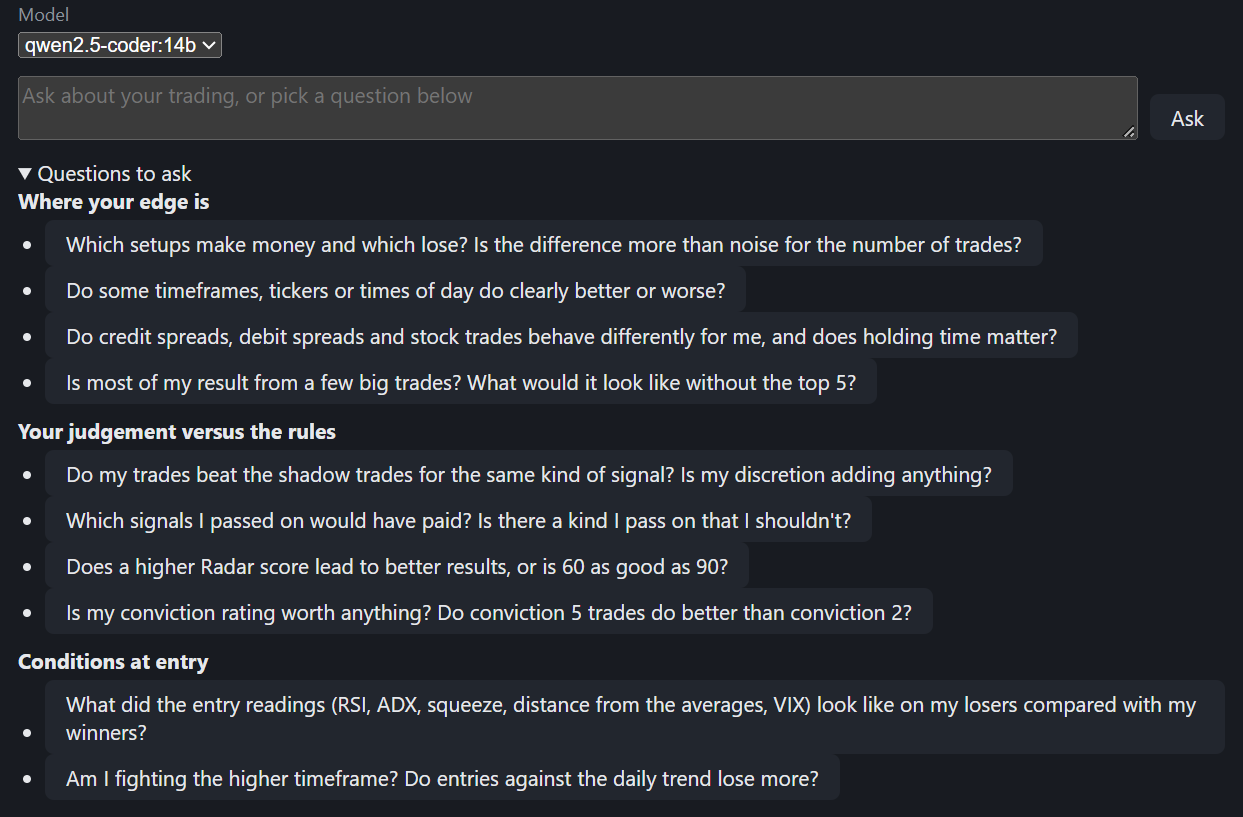 Model
qwen2.5-coder:14b
Ask about your trading, or pick a question below
Ask
Questions to ask
Where your edge is
Which setups make money and which lose? Is the difference more than noise for the number of trades?
Do some timeframes, tickers or times of day do clearly better or worse?
Do credit spreads, debit spreads and stock trades behave differently for me, and does holding time matter?
Is most of my result from a few big trades? What would it look like without the top 5?
Your judgement versus the rules
Do my trades beat the shadow trades for the same kind of signal? Is my discretion adding anything?
Which signals I passed on would have paid? Is there a kind I pass on that I shouldn't?
Does a higher Radar score lead to better results, or is 60 as good as 90?
Is my conviction rating worth anything? Do conviction 5 trades do better than conviction 2?
Conditions at entry
What did the entry readings (RSI, ADX, squeeze, distance from the averages, VIX) look like on my losers compared with my
winners?
Am I fighting the higher timeframe? Do entries against the daily trend lose more?